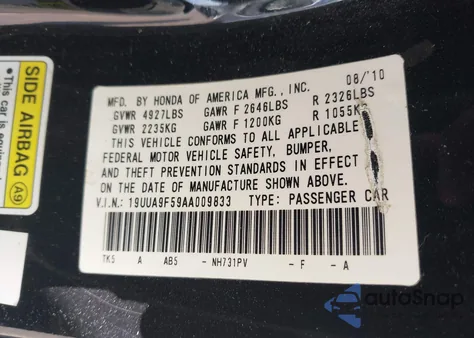 SIDE AIRBAG A9
•This car is equi
MFD. BY HONDA OF AMERICA MFG., INC. 08/'10
GVWR 4927LBS GAWR F 2646LBS R 2326LBS
GVWR 2235KG GAWR F 1200KG R 1055K
THIS VEHICLE CONFORMS TO ALL APPLICABLE
FEDERAL MOTOR VEHICLE SAFETY, BUMPER,
AND THEFT PREVENTION STANDARDS IN EFFECT
ON THE DATE OF MANUFACTURE SHOWN ABOVE.
V.I.N.: 19UUA9F59AA009833 TYPE: PASSENGER CAR
TK5 A AB5 - NH731PV - F - A
autoSnap